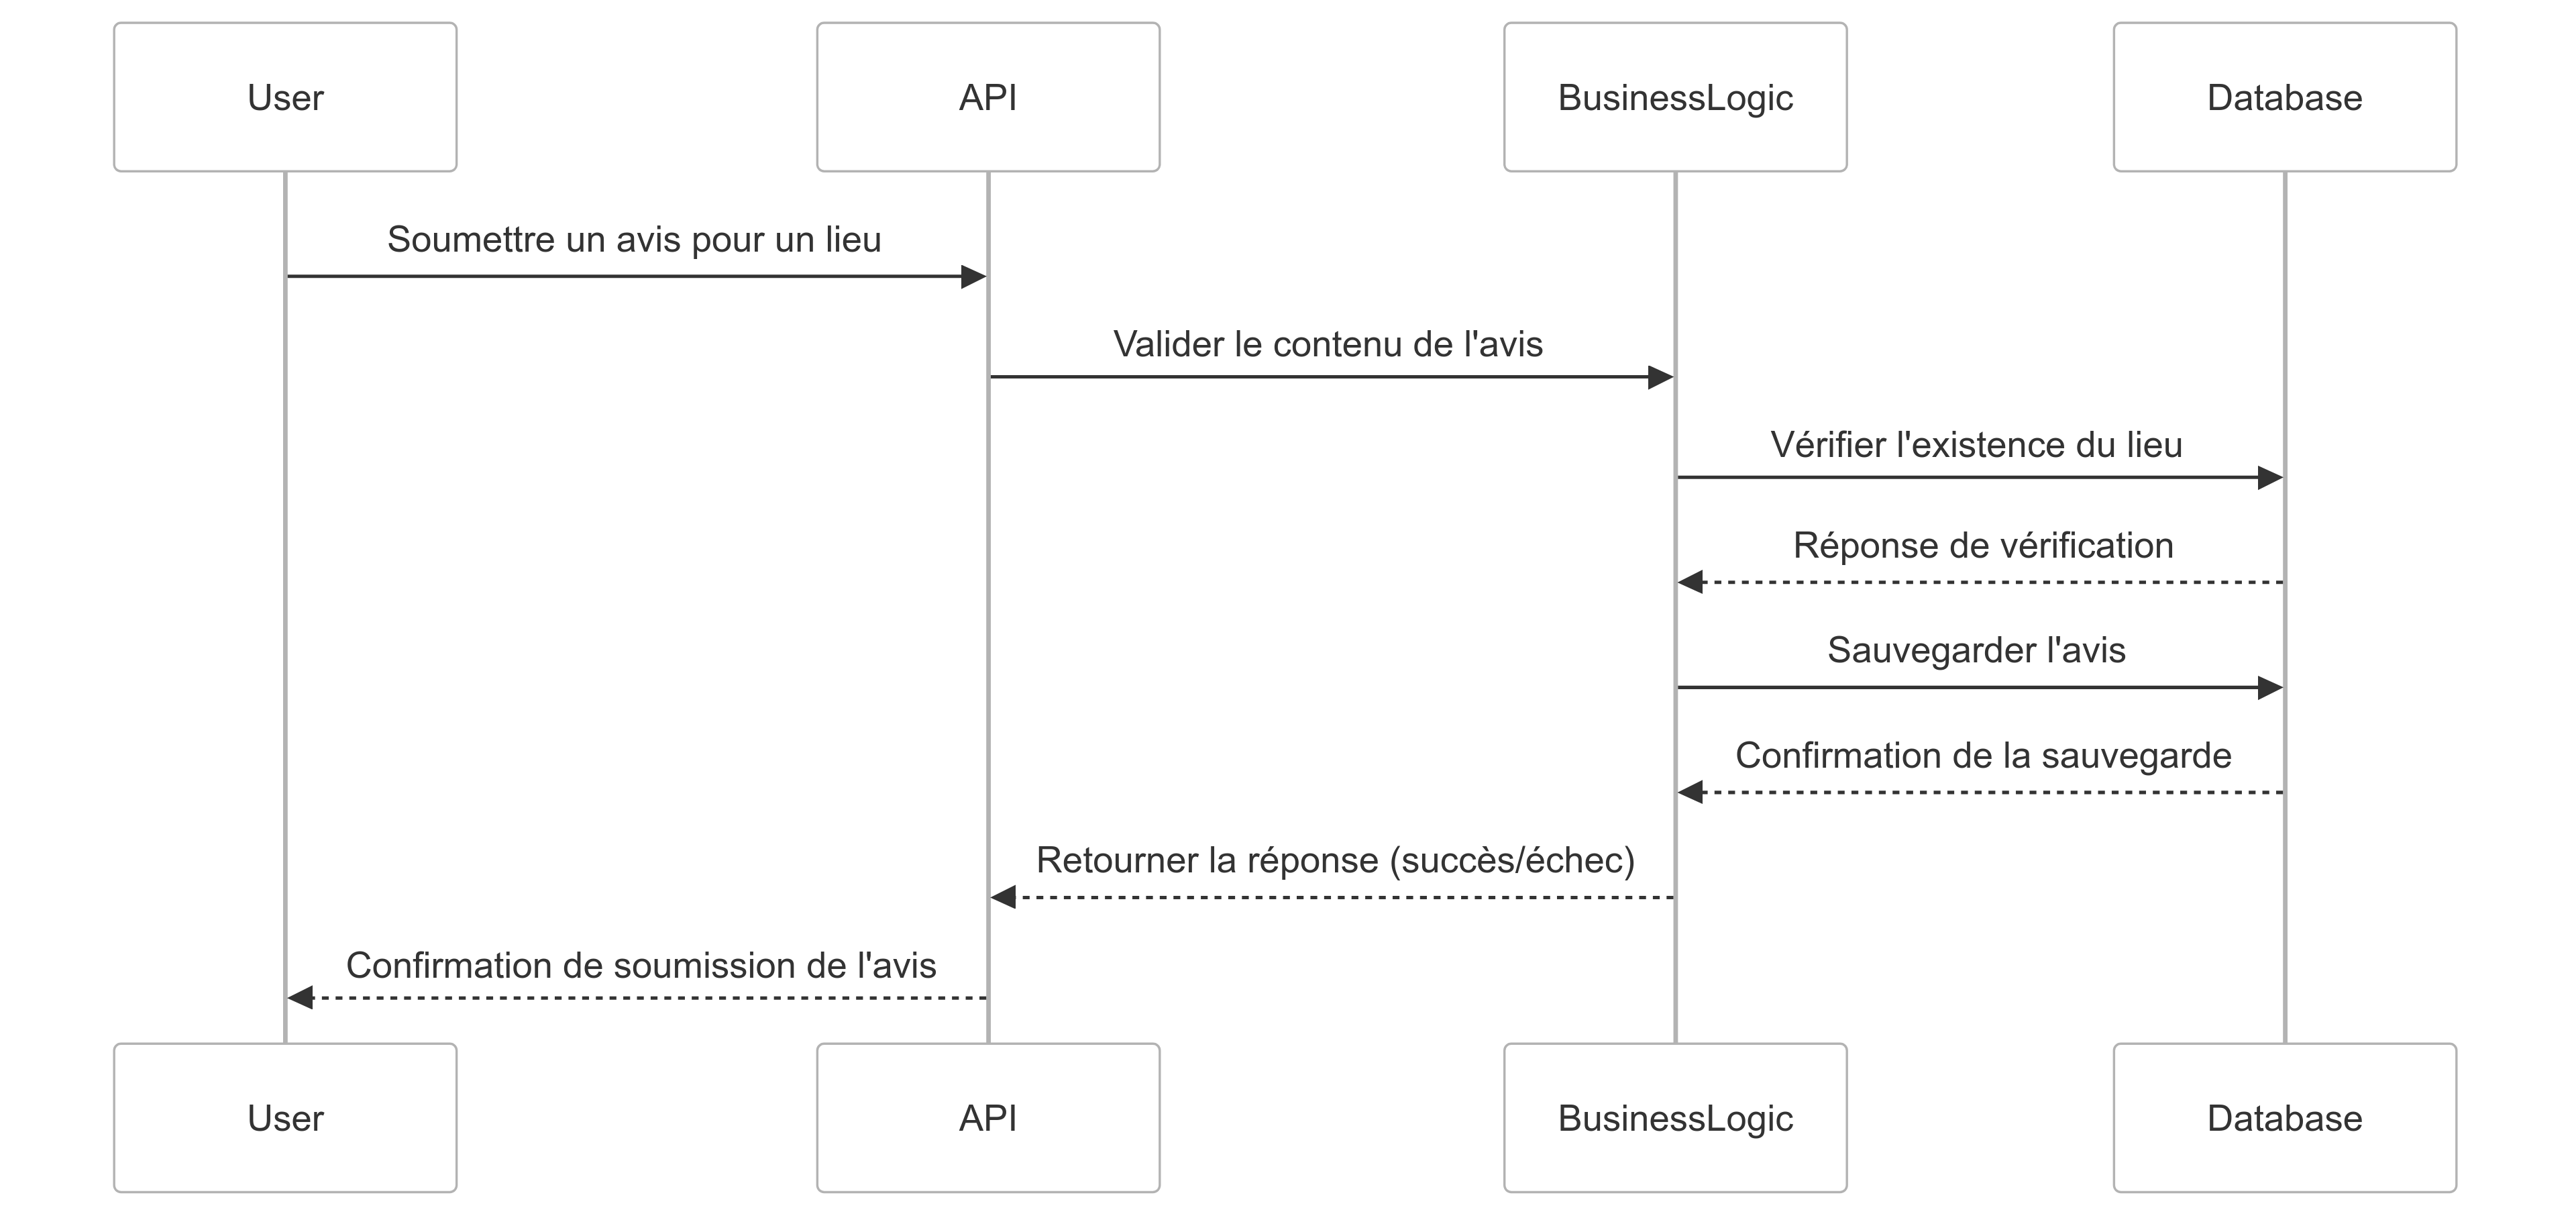 User
API
BusinessLogic
Database
Soumettre un avis pour un lieu
Valider le contenu de l'avis
Vérifier l'existence du lieu
Réponse de vérification
Sauvegarder l'avis
Confirmation de la sauvegarde
Retourner la réponse (succès/échec)
Confirmation de soumission de l'avis
User
API
BusinessLogic
Database